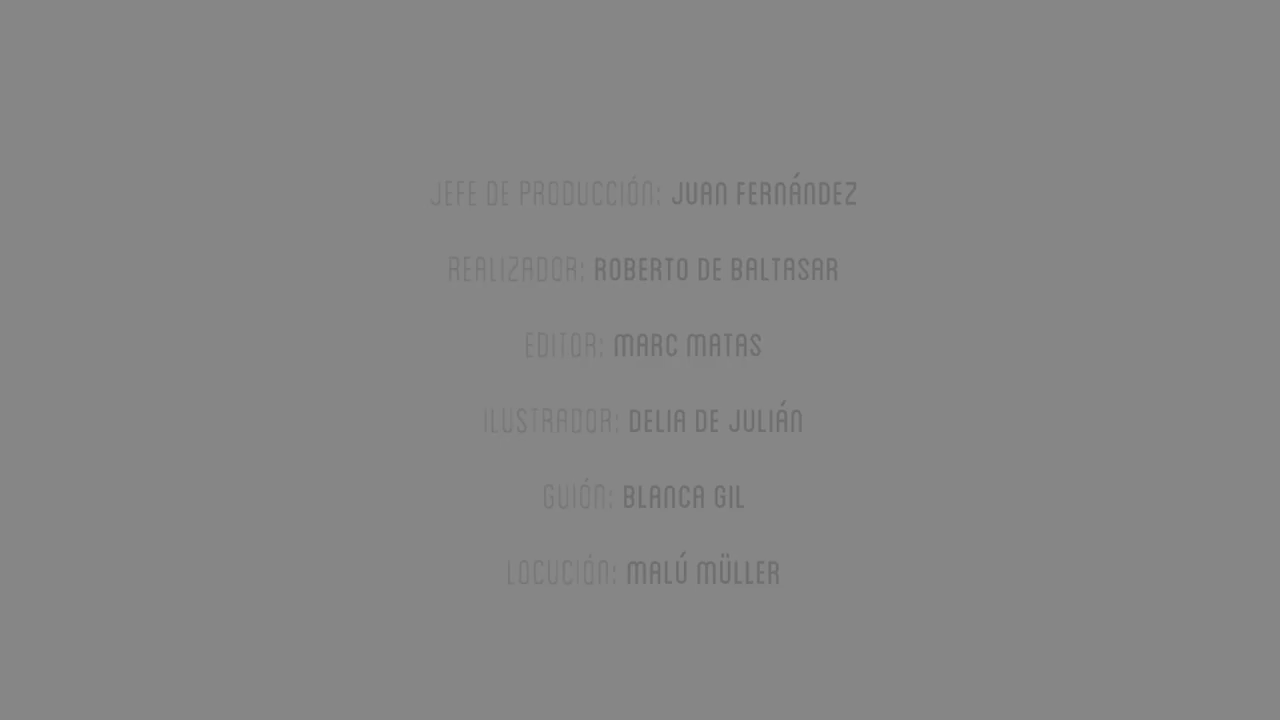 JEFE DE PRODUCCIÓN: JUAN FERNÁNDEZ
REALIZADOR: ROBERTO DE BALTASAR
EDITOR: MARC MATAS
ILUSTRADOR: DELIA DE JULIÁN
GUIÓN: BLANCA GIL
LOCUCIÓN: MALÚ MÜLLER